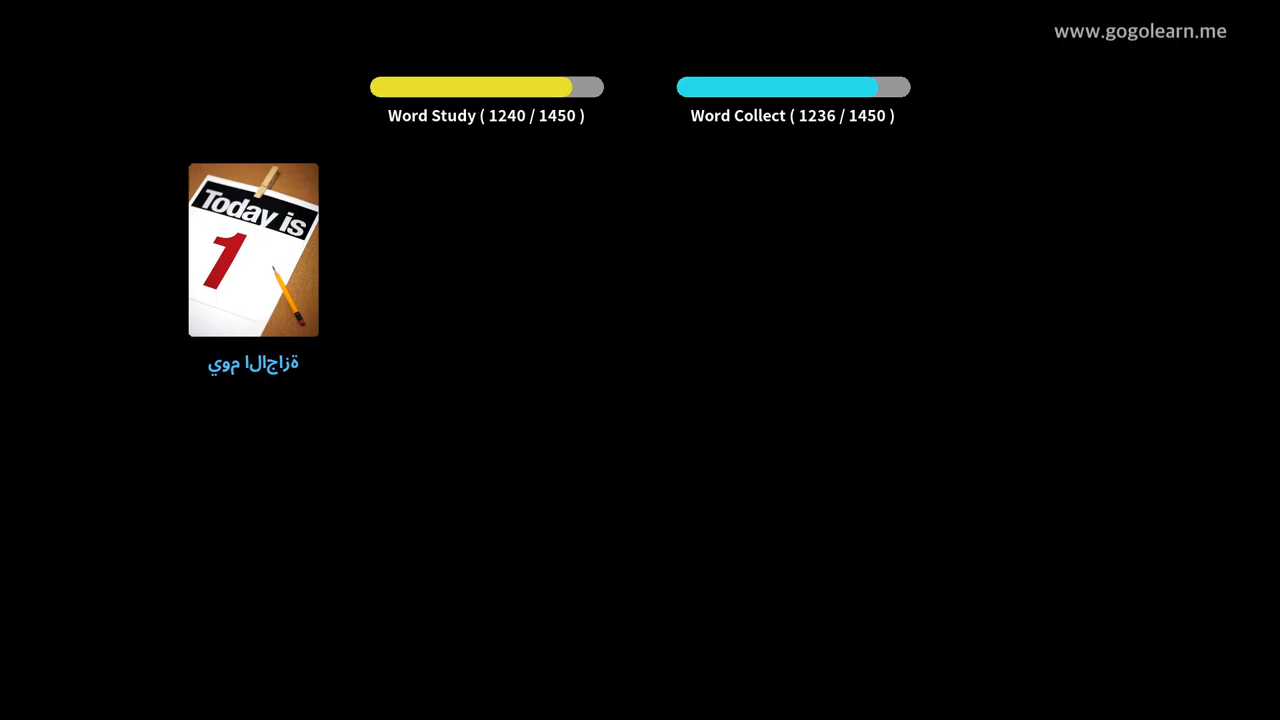 www.gogolearn.me
Word Study ( 1240 / 1450 )
Word Collect ( 1236 / 1450 )
Today is
1
يوم الاجازة